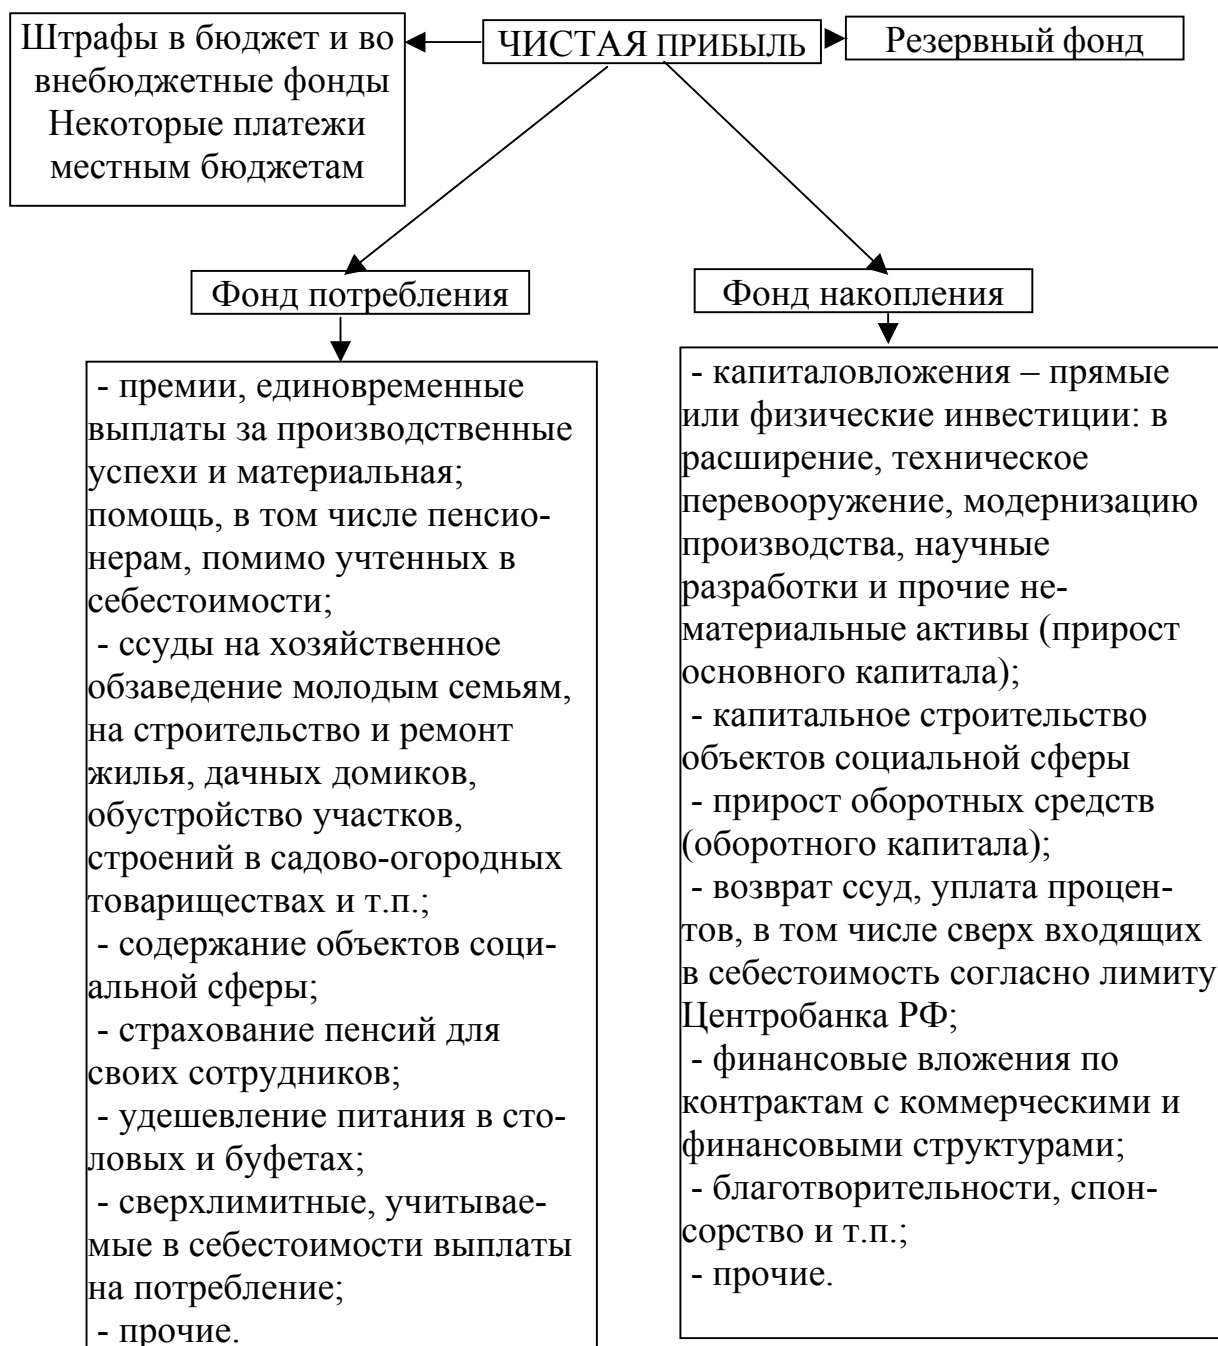 Штрафы в бюджет и во
внебюджетные фонды
Некоторые платежи
местным бюджетам
ЧИСТАЯ ПРИБЫЛЬ
Резервный фонд
Фонд потребления
- премии, единовременные
выплаты за производственные
успехи и материальная;
помощь, в том числе пенсио-
нерам, помимо учтенных в
себестоимости;
- ссуды на хозяйственное
обзаведение молодым семьям,
на строительство и ремонт
жилья, дачных домиков,
обустройство участков,
строений в садово-огородных
товариществах и т.п.;
- содержание объектов соци-
альной сферы;
- страхование пенсий для
своих сотрудников;
- удешевление питания в сто-
ловых и буфетах;
- сверхлимитные, учитывае-
мые в себестоимости выплаты
на потребление;
- прочие.
Фонд накопления
- капиталовложения – прямые
или физические инвестиции: в
расширение, техническое
перевооружение, модернизацию
производства, научные
разработки и прочие не-
материальные активы (прирост
основного капитала);
- капитальное строительство
объектов социальной сферы
- прирост оборотных средств
(оборотного капитала);
- возврат ссуд, уплата процен-
тов, в том числе сверх входящих
в себестоимость согласно лимиту
Центробанка РФ;
- финансовые вложения по
контрактам с коммерческими и
финансовыми структурами;
- благотворительности, спон-
сорство и т.п.;
- прочие.